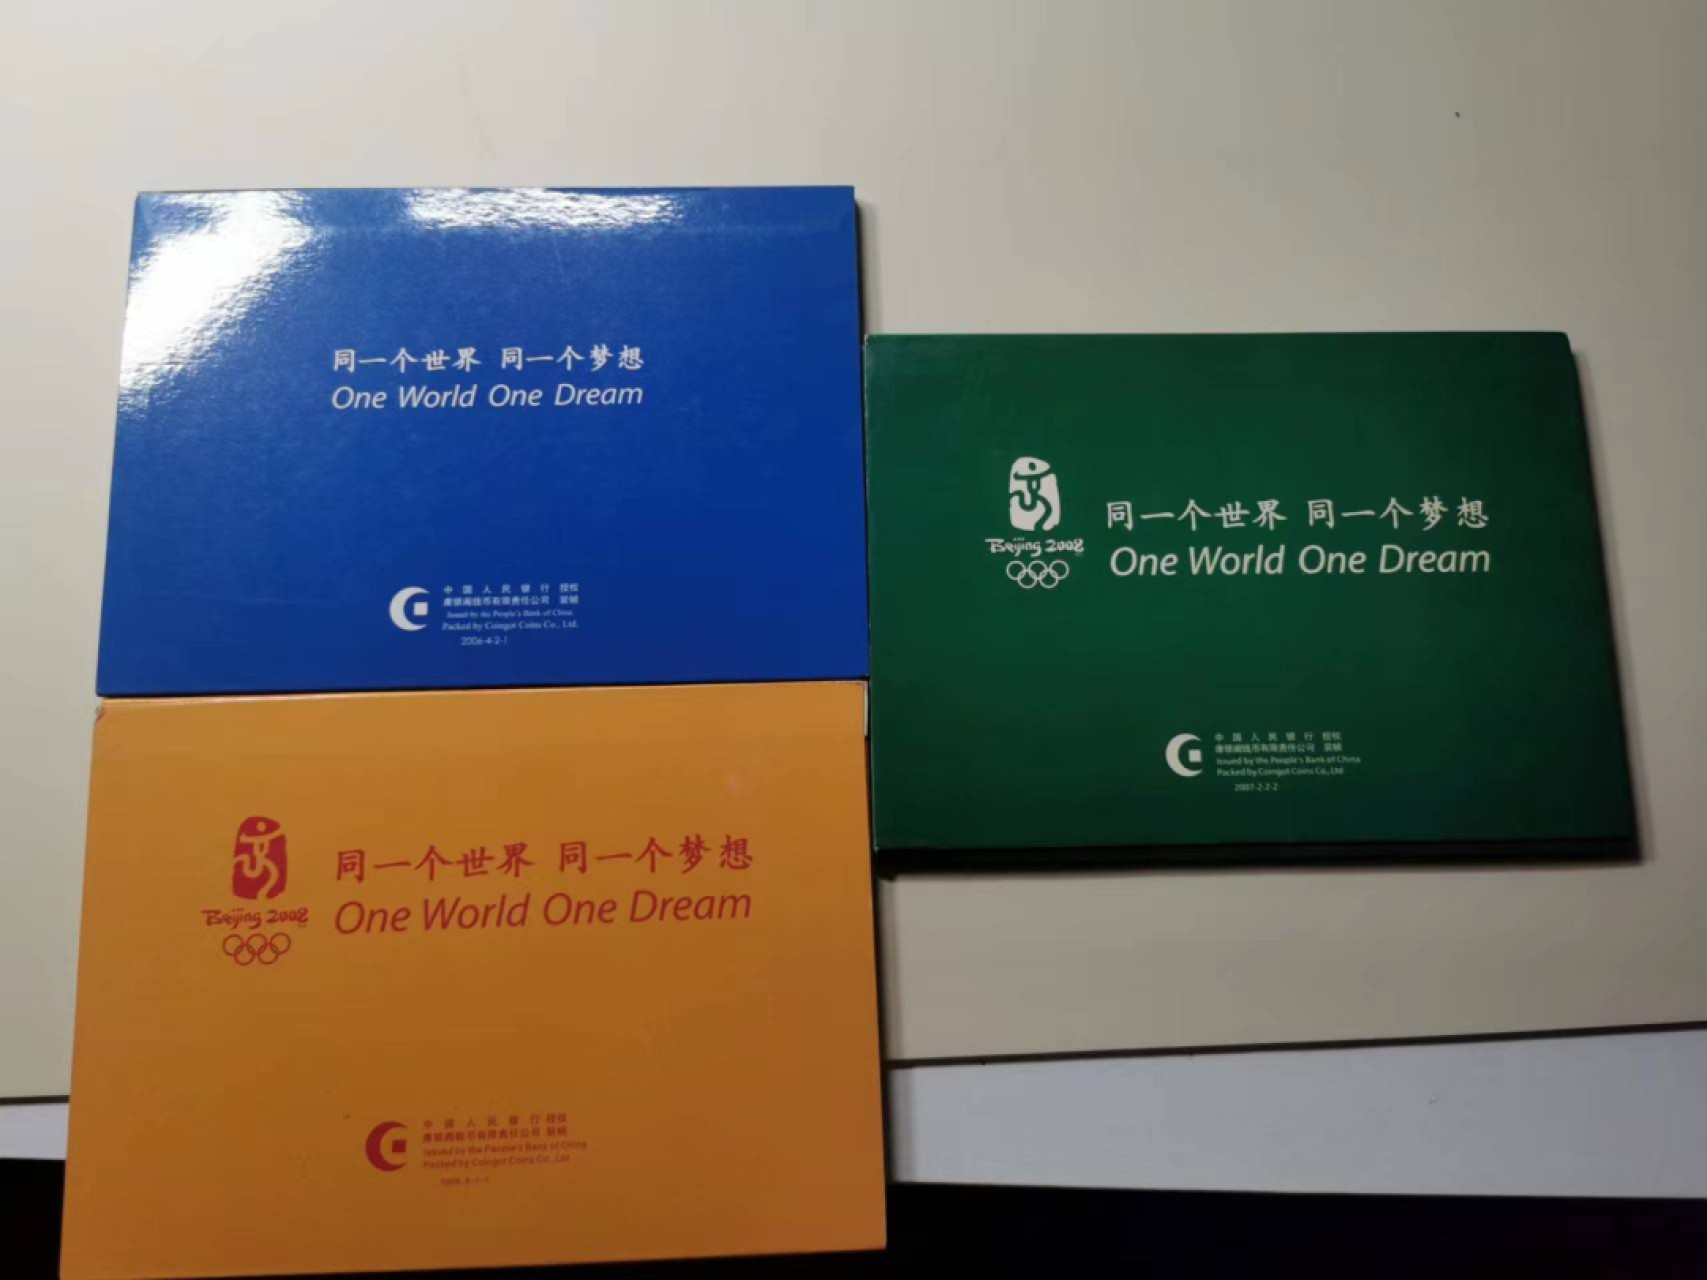 同一个世界 同一个梦想
One World One Dream
中国人民银行 授权
康银阁钱币有限责任公司 装帧
Issued by the People's Bank of China
Packed by Coingot Coins Co., Ltd.
2006-4-2-1
Beijing 2008
同一个世界 同一个梦想
One World One Dream
中国人民银行 授权
康银阁钱币有限责任公司 装帧
Issued by the People's Bank of China
Packed by Coingot Coins Co., Ltd
2007-2-2-2
Beijing 2008
同一个世界 同一个梦想
One World One Dream
中国人民银行 授权
康银阁钱币有限责任公司 装帧
Issued by the People's Bank of China
Packed by Coingot Coins Co., Ltd